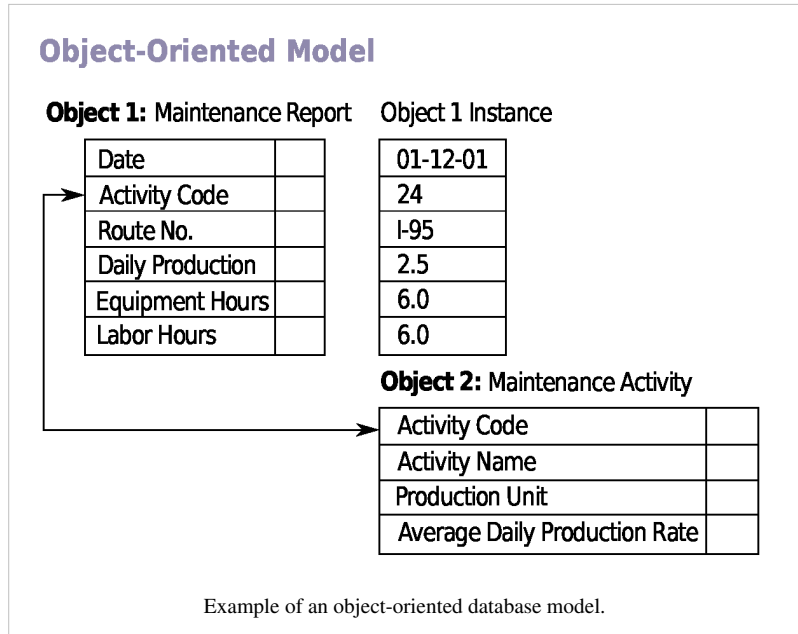 Object-Oriented Model
Object 1: Maintenance Report
Object 1 Instance
Date
Activity Code
Route No.
Daily Production
Equipment Hours
Labor Hours
01-12-01
24
I-95
2.5
6.0
6.0
Object 2: Maintenance Activity
Activity Code
Activity Name
Production Unit
Average Daily Production Rate
Example of an object-oriented database model.